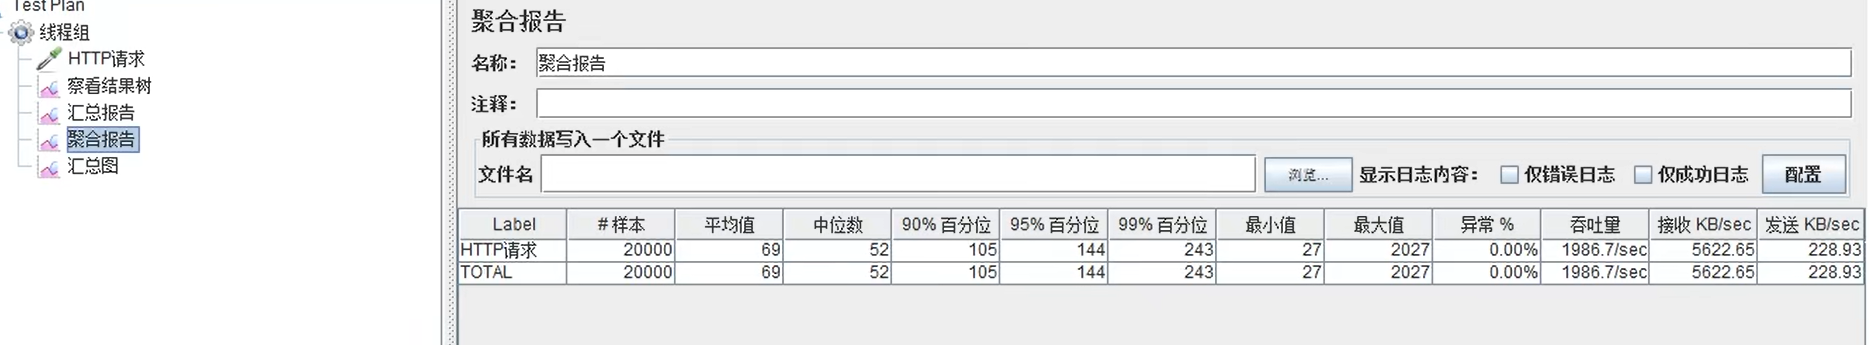 Test Plan
线程组
HTTP请求
察看结果树
汇总报告
聚合报告
汇总图
聚合报告
名称： 聚合报告
注释：
所有数据写入一个文件
文件名 浏览... 显示日志内容： 仅错误日志 仅成功日志 配置
Label # 样本 平均值 中位数 90% 百分位 95% 百分位 99% 百分位 最小值 最大值 异常 % 吞吐量 接收 KB/sec 发送 KB/sec
HTTP请求 20000 69 52 105 144 243 27 2027 0.00% 1986.7/sec 5622.65 228.93
TOTAL 20000 69 52 105 144 243 27 2027 0.00% 1986.7/sec 5622.65 228.93